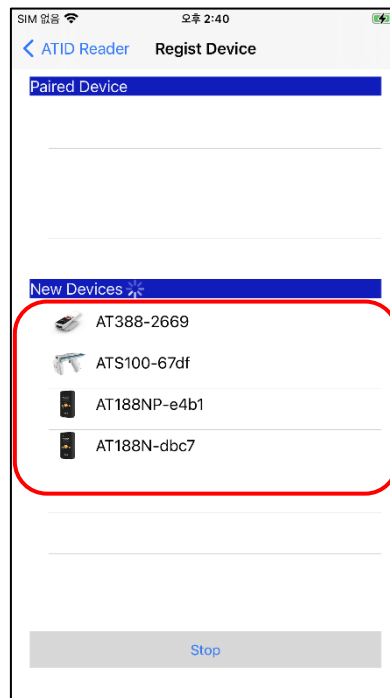 SIM 없음 오후 2:40
ATID Reader Regist Device
Paired Device
New Devices
AT388-2669
ATS100-67df
AT188NP-e4b1
AT188N-dbc7
Stop